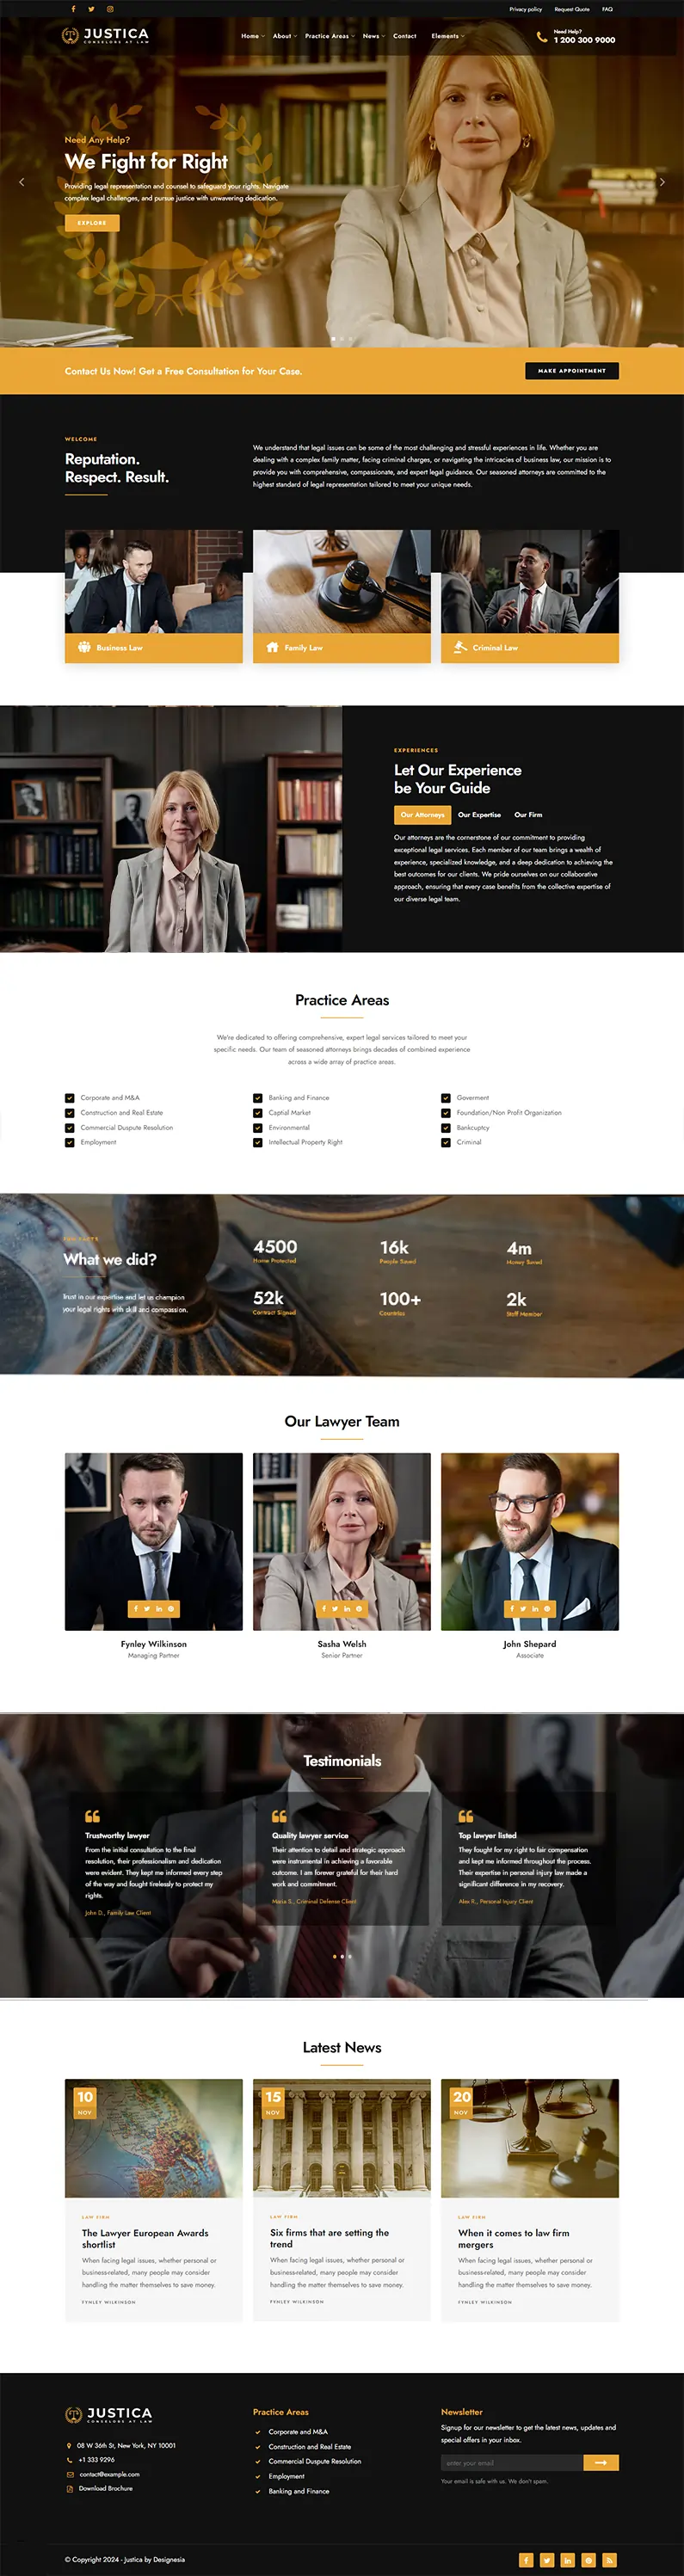 Privacy policy Request Quote FAQ
JUSTICA
CONSELORS AT LAW
Home About Practice Areas News Contact Elements
Need Help?
1 200 300 9000
Need Any Help?
We Fight for Right
Providing legal representation and counsel to safeguard your rights. Navigate
complex legal challenges, and pursue justice with unwavering dedication.
EXPLORE
Contact Us Now! Get a Free Consultation for Your Case.
MAKE APPOINTMENT
WELCOME
Reputation.
Respect. Result.
We understand that legal issues can be some of the most challenging and stressful experiences in life. Whether you are
dealing with a complex family matter, facing criminal charges, or navigating the intricacies of business law, our mission is to
provide you with comprehensive, compassionate, and expert legal guidance. Our seasoned attorneys are committed to the
highest standard of legal representation tailored to meet your unique needs.
Business Law
Family Law
Criminal Law
EXPERIENCES
Let Our Experience
be Your Guide
Our Attorneys Our Expertise Our Firm
Our attorneys are the cornerstone of our commitment to providing
exceptional legal services. Each member of our team brings a wealth of
experience, specialized knowledge, and a deep dedication to achieving the
best outcomes for our clients. We pride ourselves on our collaborative
approach, ensuring that every case benefits from the collective expertise of
our diverse legal team.
Practice Areas
We're dedicated to offering comprehensive, expert legal services tailored to meet your
specific needs. Our team of seasoned attorneys brings decades of combined experience
across a wide array of practice areas.
Corporate and M&A
Construction and Real Estate
Commercial Duspute Resolution
Employment
Banking and Finance
Captial Market
Environmental
Intellectual Property Right
Goverment
Foundation/Non Profit Organization
Bankcuptcy
Criminal
FUN FACTS
What we did?
Trust in our expertise and let us champion
your legal rights with skill and compassion.
4500
Home Protected
16k
People Saved
4m
Money Saved
52k
Contract Signed
100+
Countries
2k
Staff Member
Our Lawyer Team
Fynley Wilkinson
Managing Partner
Sasha Welsh
Senior Partner
John Shepard
Associate
Testimonials
Trustworthy lawyer
From the initial consultation to the final
resolution, their professionalism and dedication
were evident. They kept me informed every step
of the way and fought tirelessly to protect my
rights.
John D., Family Law Client
Quality lawyer service
Their attention to detail and strategic approach
were instrumental in achieving a favorable
outcome. I am forever grateful for their hard
work and commitment.
Maria S., Criminal Defense Client
Top lawyer listed
They fought for my right to fair compensation
and kept me informed throughout the process.
Their expertise in personal injury law made a
significant difference in my recovery.
Alex R., Personal Injury Client
Latest News
10
NOV
LAW FIRM
The Lawyer European Awards
shortlist
When facing legal issues, whether personal or
business-related, many people may consider
handling the matter themselves to save money.
FYNLEY WILKINSON
15
NOV
LAW FIRM
Six firms that are setting the
trend
When facing legal issues, whether personal or
business-related, many people may consider
handling the matter themselves to save money.
FYNLEY WILKINSON
20
NOV
LAW FIRM
When it comes to law firm
mergers
When facing legal issues, whether personal or
business-related, many people may consider
handling the matter themselves to save money.
FYNLEY WILKINSON
JUSTICA
CONSELORS AT LAW
08 W 36th St, New York, NY 10001
+1 333 9296
contact@example.com
Download Brochure
Practice Areas
Corporate and M&A
Construction and Real Estate
Commercial Duspute Resolution
Employment
Banking and Finance
Newsletter
Signup for our newsletter to get the latest news, updates and
special offers in your inbox.
enter your email
Your email is safe with us. We don't spam.
© Copyright 2024 - Justica by Designesia